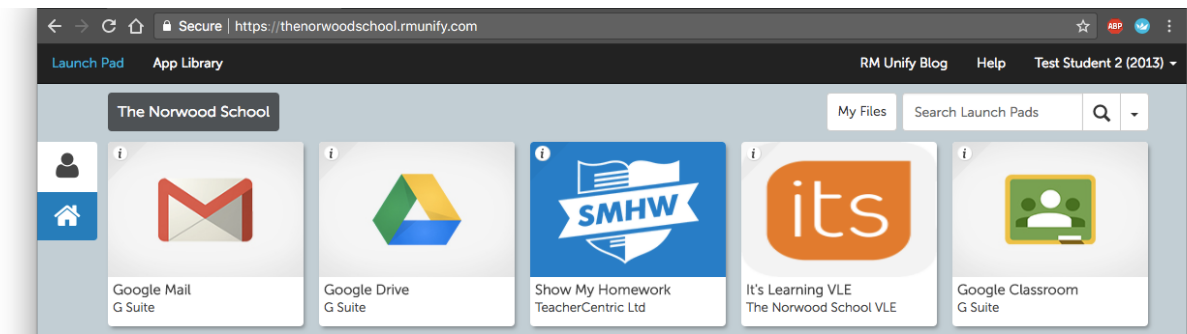 Secure | https://thenorwoodschool.rmunify.com
ABP
Launch Pad App Library RM Unify Blog Help Test Student 2 (2013)
The Norwood School My Files Search Launch Pads
i i i i i
SMHW its
Google Mail Google Drive Show My Homework It's Learning VLE Google Classroom
G Suite G Suite TeacherCentric Ltd The Norwood School VLE G Suite